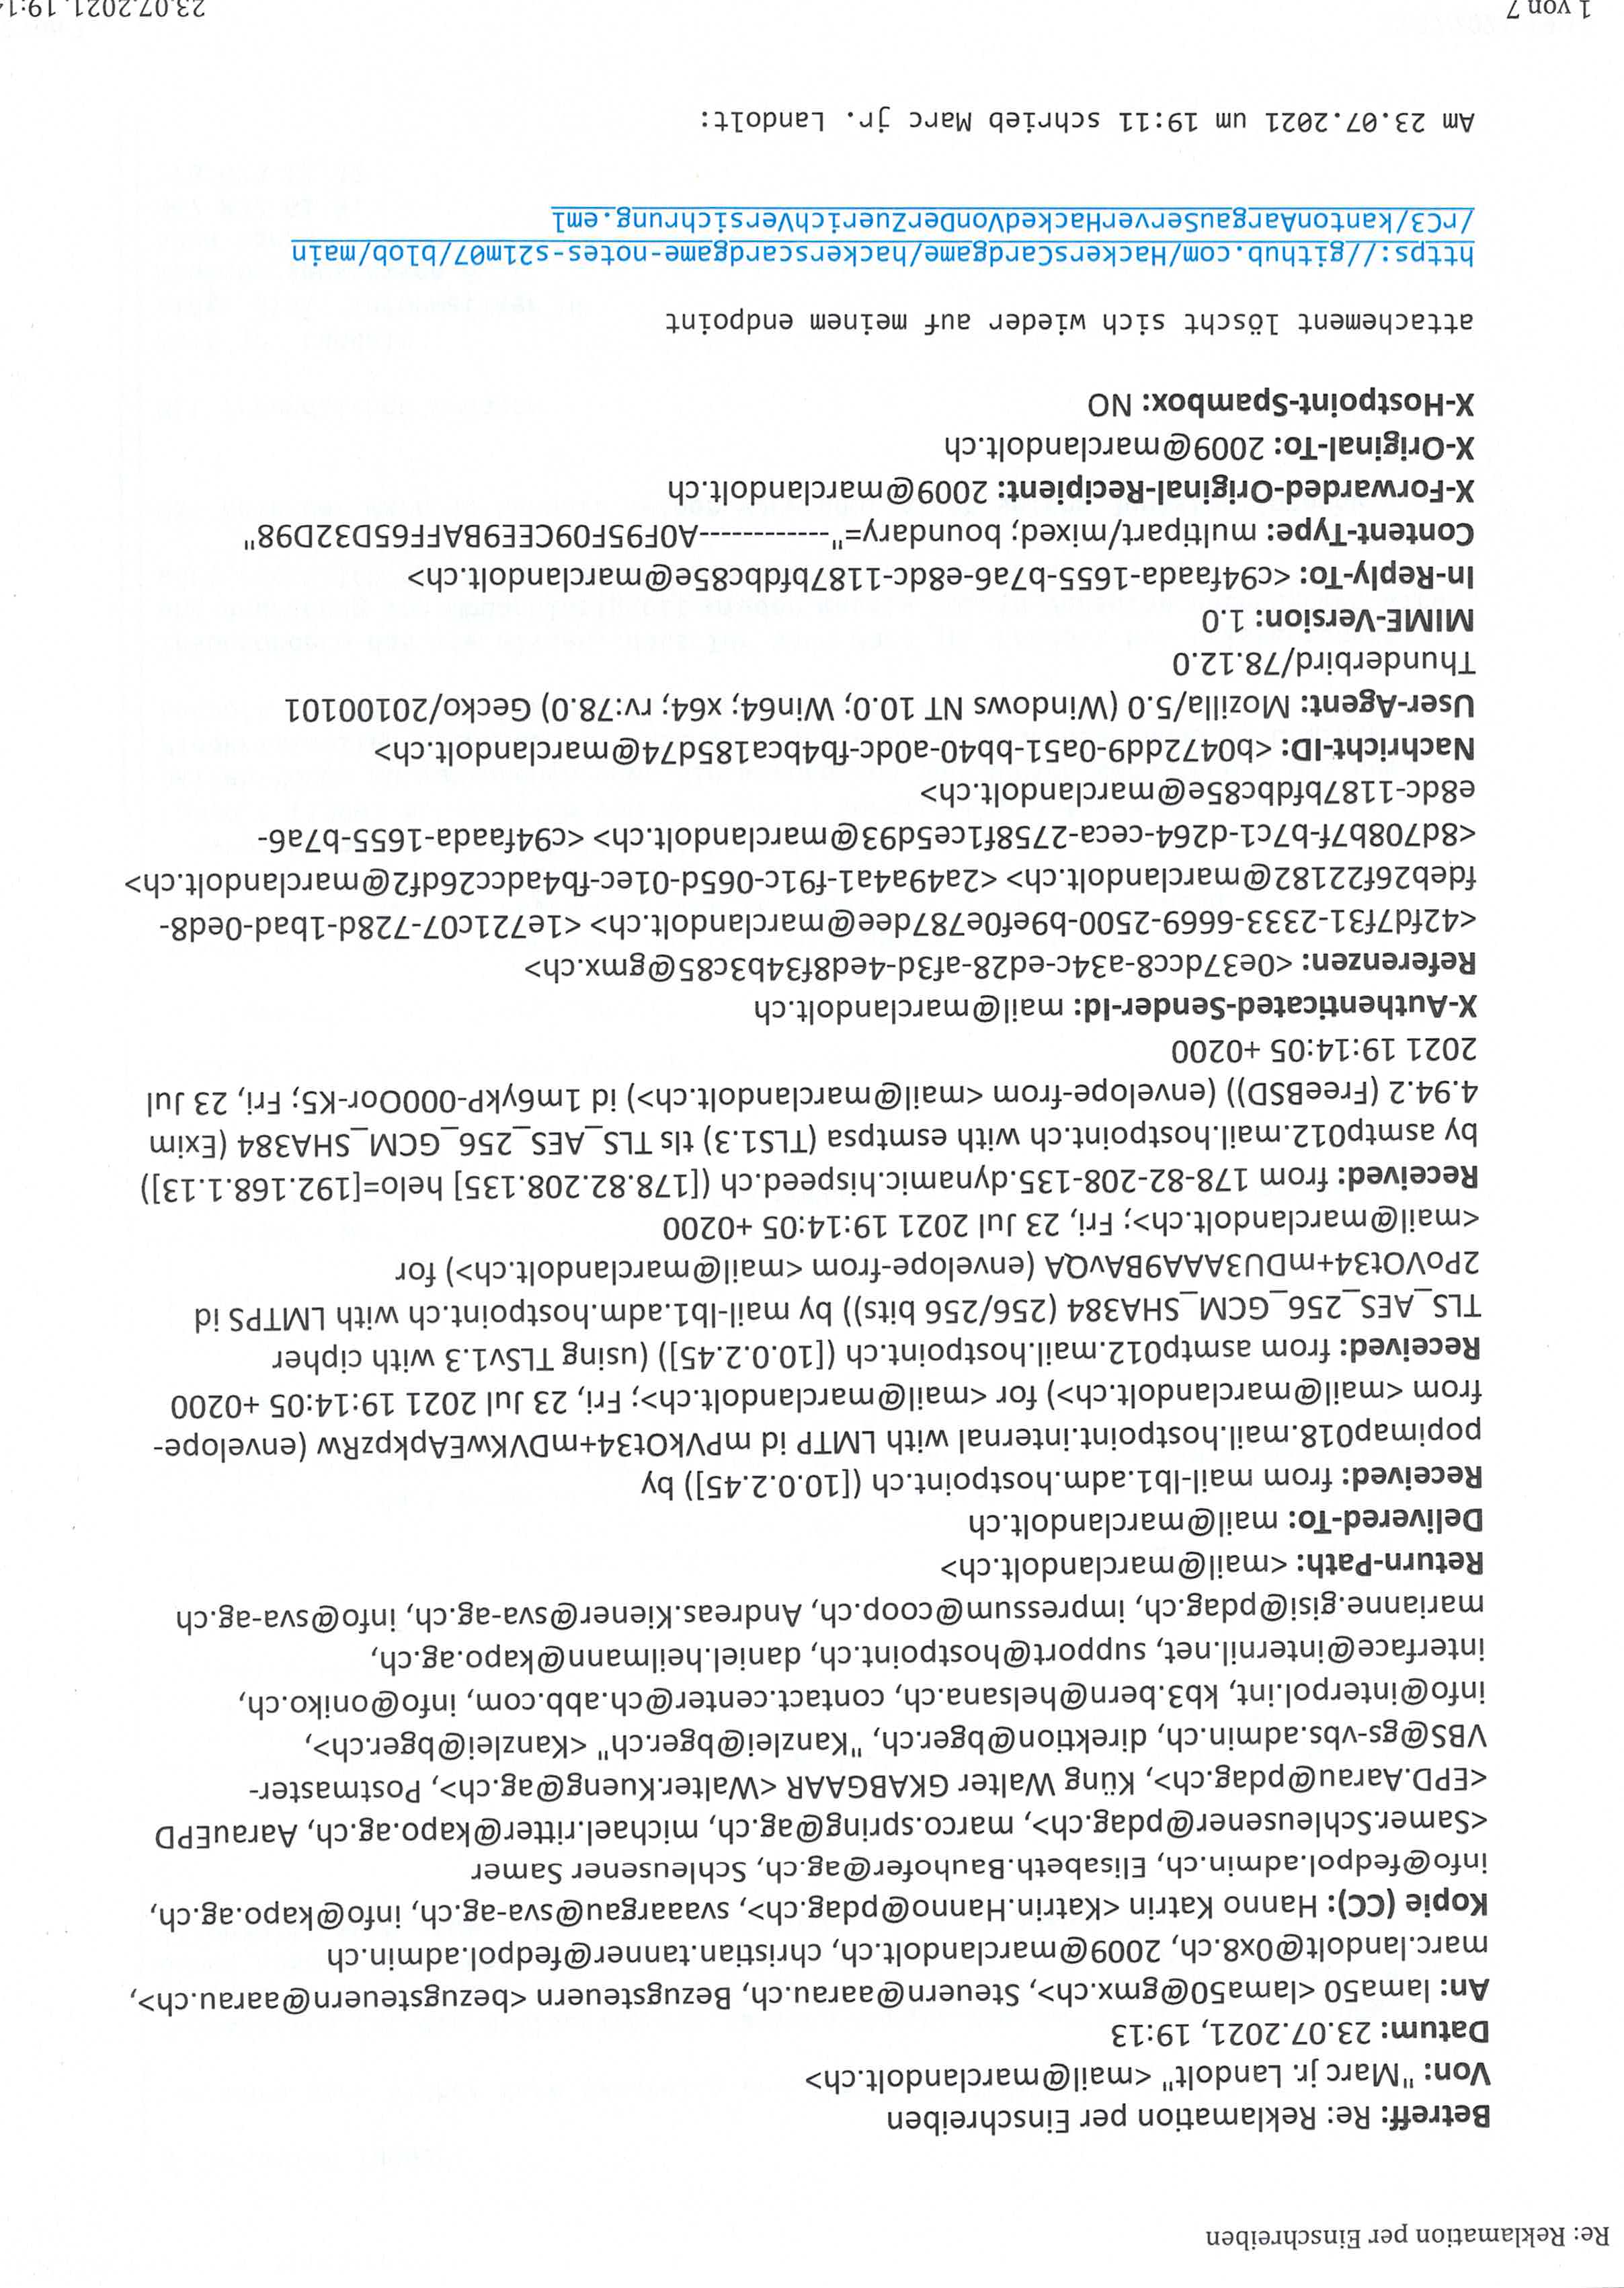 Re: Reklamation per Einschreiben
Betreff: Re: Reklamation per Einschreiben
Von: "Marc jr. Landolt" <mail@marclandolt.ch>
Datum: 23.07.2021, 19:13
An: lama50 <lama50@gmx.ch>, Steuern@aarau.ch, Bezugsteuern <bezugsteuern@aarau.ch>,
marc.landolt@0x8.ch, 2009@marclandolt.ch, christian.tanner@fedpol.admin.ch
Kopie (CC): Hanno Katrin <Katrin.Hanno@pdag.ch>, svaaargau@sva-ag.ch, info@kapo.ag.ch,
info@fedpol.admin.ch, Elisabeth.Bauhofer@ag.ch, Schleusener Samer
<Samer.Schleusener@pdag.ch>, marco.spring@ag.ch, michael.ritter@kapo.ag.ch, AarauEPD
<EPD.Aarau@pdag.ch>, Küng Walter GKABGAAR <Walter.Kueng@ag.ch>, Postmaster-
VBS@gs-vbs.admin.ch, direktion@bger.ch, "Kanzlei@bger.ch" <Kanzlei@bger.ch>,
info@interpol.int, kb3.bern@helsana.ch, contact.center@ch.abb.com, info@oniko.ch,
interface@internil.net, support@hostpoint.ch, daniel.heilmann@kapo.ag.ch,
marianne.gisi@pdag.ch, impressum@coop.ch, Andreas.Kiener@sva-ag.ch, info@sva-ag.ch
Return-Path: <mail@marclandolt.ch>
Delivered-To: mail@marclandolt.ch
Received: from mail-lb1.adm.hostpoint.ch ([10.0.2.45]) by
popimap018.mail.hostpoint.internal with LMTP id mPVkOt34+mDVKwEApkpzRw (envelope-
from <mail@marclandolt.ch>) for <mail@marclandolt.ch>; Fri, 23 Jul 2021 19:14:05 +0200
Received: from asmtp012.mail.hostpoint.ch ([10.0.2.45]) (using TLSv1.3 with cipher
TLS_AES_256_GCM_SHA384 (256/256 bits)) by mail-lb1.adm.hostpoint.ch with LMTPS id
2PoVOt34+mDU3AAA9BAvQA (envelope-from <mail@marclandolt.ch>) for
<mail@marclandolt.ch>; Fri, 23 Jul 2021 19:14:05 +0200
Received: from 178-82-208-135.dynamic.hispeed.ch ([178.82.208.135] helo=[192.168.1.13])
by asmtp012.mail.hostpoint.ch with esmtpsa (TLS1.3) tls TLS_AES_256_GCM_SHA384 (Exim
4.94.2 (FreeBSD)) (envelope-from <mail@marclandolt.ch>) id 1m6ykP-000Oor-K5; Fri, 23 Jul
2021 19:14:05 +0200
X-Authenticated-Sender-Id: mail@marclandolt.ch
Referenzen: <0e37dcc8-a34c-ed28-af3d-4ed8f34b3c85@gmx.ch>
<42fd7f31-2333-6669-2500-b9ef0e787dee@marclandolt.ch> <1e721c07-728d-1bad-0ed8-
fdeb26f22182@marclandolt.ch> <2a49a4a1-f91c-065d-01ec-fb4adcc26df2@marclandolt.ch>
<8d708b7f-b7c1-d264-ceca-2758f1ce5d93@marclandolt.ch> <c94faada-1655-b7a6-
e8dc-1187bfdbc85e@marclandolt.ch>
Nachricht-ID: <b0472dd9-0a51-bb40-a0dc-fb4bca185d74@marclandolt.ch>
User-Agent: Mozilla/5.0 (Windows NT 10.0; Win64; x64; rv:78.0) Gecko/20100101
Thunderbird/78.12.0
MIME-Version: 1.0
In-Reply-To: <c94faada-1655-b7a6-e8dc-1187bfdbc85e@marclandolt.ch>
Content-Type: multipart/mixed; boundary="------------A0F95F09CEE9BAFF65D32D98"
X-Forwarded-Original-Recipient: 2009@marclandolt.ch
X-Original-To: 2009@marclandolt.ch
X-Hostpoint-Spambox: NO
attachement löscht sich wieder auf meinem endpoint
https://github.com/HackersCardgame/hackerscardgame-notes-s21m07/blob/main
/rC3/kantonAargauServerHackedVonDerZuerichVersichrung.eml
Am 23.07.2021 um 19:11 schrieb Marc jr. Landolt:
1 von 7
23.07.2021, 19:14